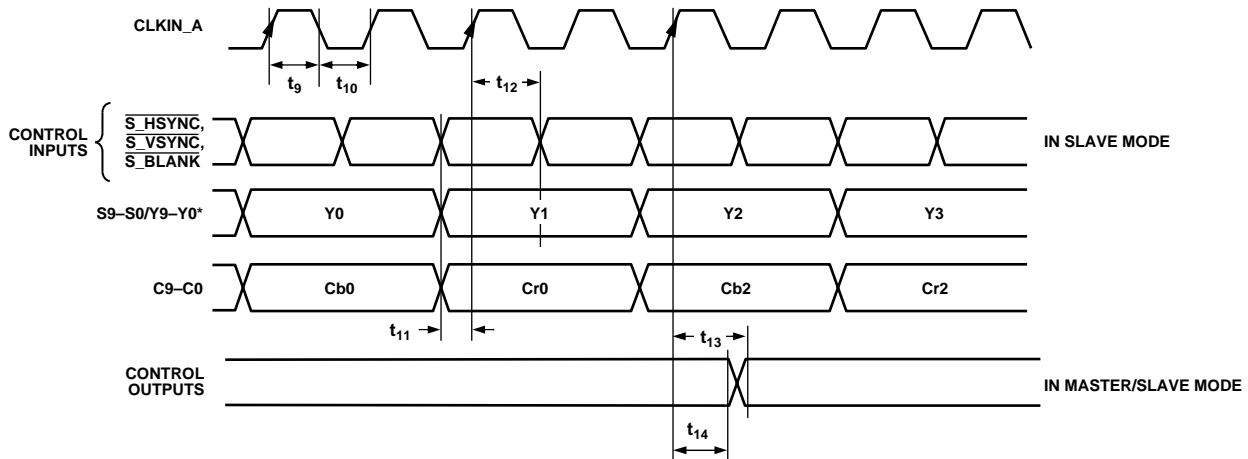 CLKIN_A
t9
t10
t12
CONTROL
INPUTS
S_HSYNC,
S_VSYNC,
S_BLANK
IN SLAVE MODE
S9–S0/Y9–Y0*
Y0
Y1
Y2
Y3
C9–C0
Cb0
Cr0
Cb2
Cr2
t11
t13
CONTROL
OUTPUTS
IN MASTER/SLAVE MODE
t14